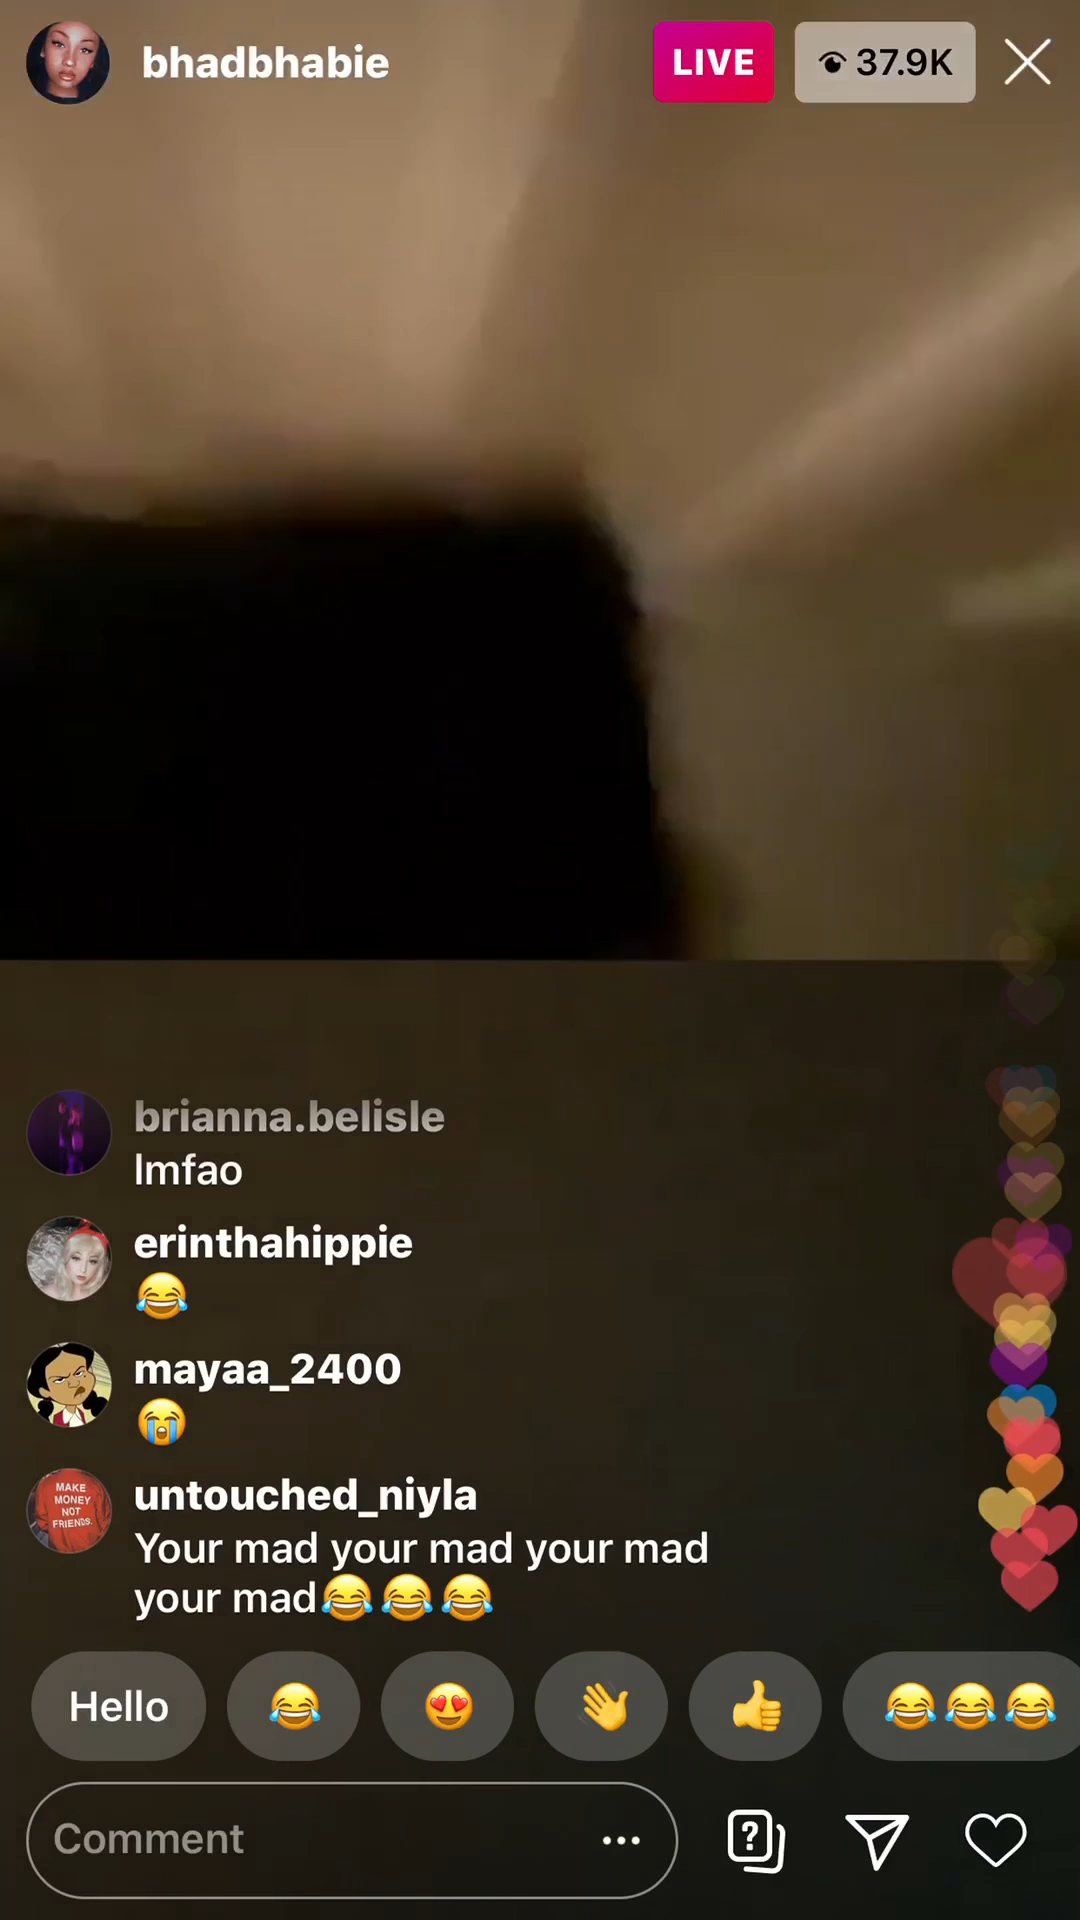 bhadbhabie
LIVE
37.9K
brianna.belisle
lmfao
erinthahippie
😂
mayaa_2400
😭
MAKE
MONEY
NOT
FRIENDS.
untouched_niyla
Your mad your mad your mad
your mad😂😂😂
Hello 😂 😍 👋 👍 😂😂😂
Comment
?